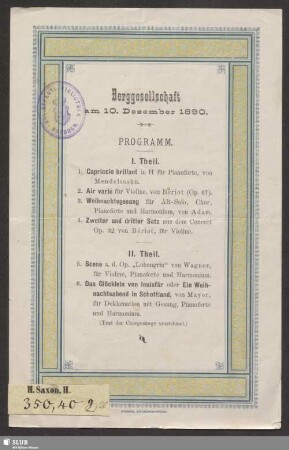 Berggesellschaft
am 10. Dezember 1890.
PROGRAMM.
I. Theil.
1. Capriccio brillant in H für Pianoforte, von
Mendelssohn.
2. Air varie für Violine, von Bériot (Op. 67).
3. Weihnachtsgesang für Alt-Solo, Chor,
Pianoforte und Harmonium, von Adam.
4. Zweiter und dritter Satz aus dem Concert
Op. 32 von Bériot, für Violine.
II. Theil.
5. Scene a. d. Op. „Lohengrin“ von Wagner,
für Violine, Pianoforte und Harmonium.
6. Das Glöcklein von Innisfár oder Ein Weih-
nachtsabend in Schottland, von Mayer,
für Deklamation mit Gesang, Pianoforte
und Harmonium.
(Text der Chorgesänge umstehend.)
H. Saxon. H.
350, 40
SLUB